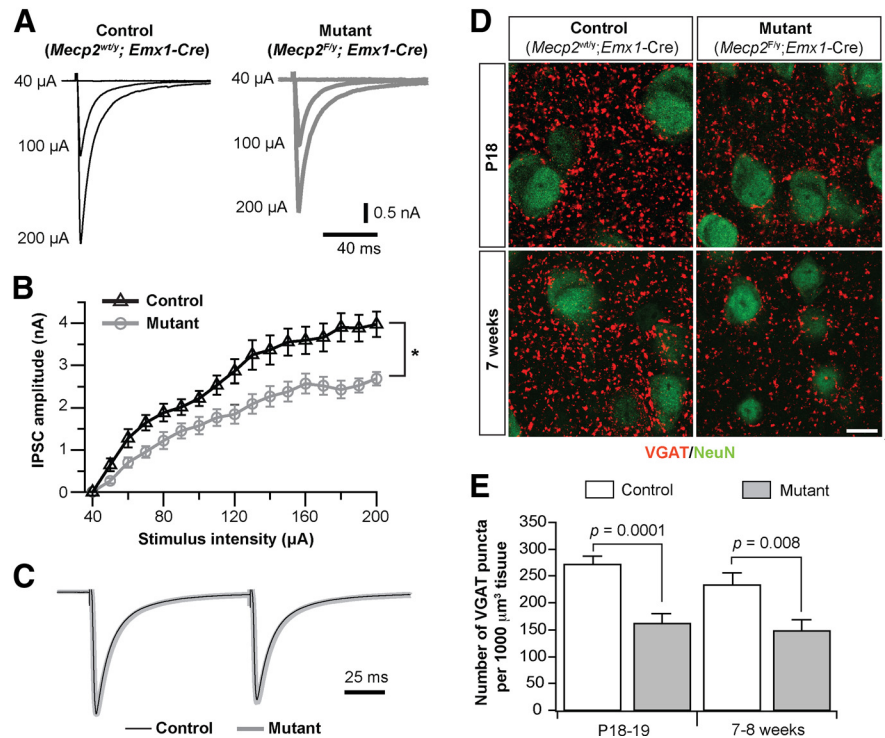 A
Control
(Mecp2wt/y; Emx1-Cre)
Mutant
(Mecp2F/y; Emx1-Cre)
40 µA
100 µA
200 µA
40 µA
100 µA
200 µA
0.5 nA
40 ms
B
Control
Mutant
IPSC amplitude (nA)
4
3
2
1
0
*
40
80
120
160
200
Stimulus intensity (µA)
C
25 ms
Control
Mutant
D
Control
(Mecp2wt/y;Emx1-Cre)
Mutant
(Mecp2F/y;Emx1-Cre)
P18
7 weeks
VGAT/NeuN
E
Control
Mutant
Number of VGAT puncta
per 1000 µm3 tisuue
350
300
250
200
150
100
50
0
p = 0.0001
p = 0.008
P18-19
7-8 weeks